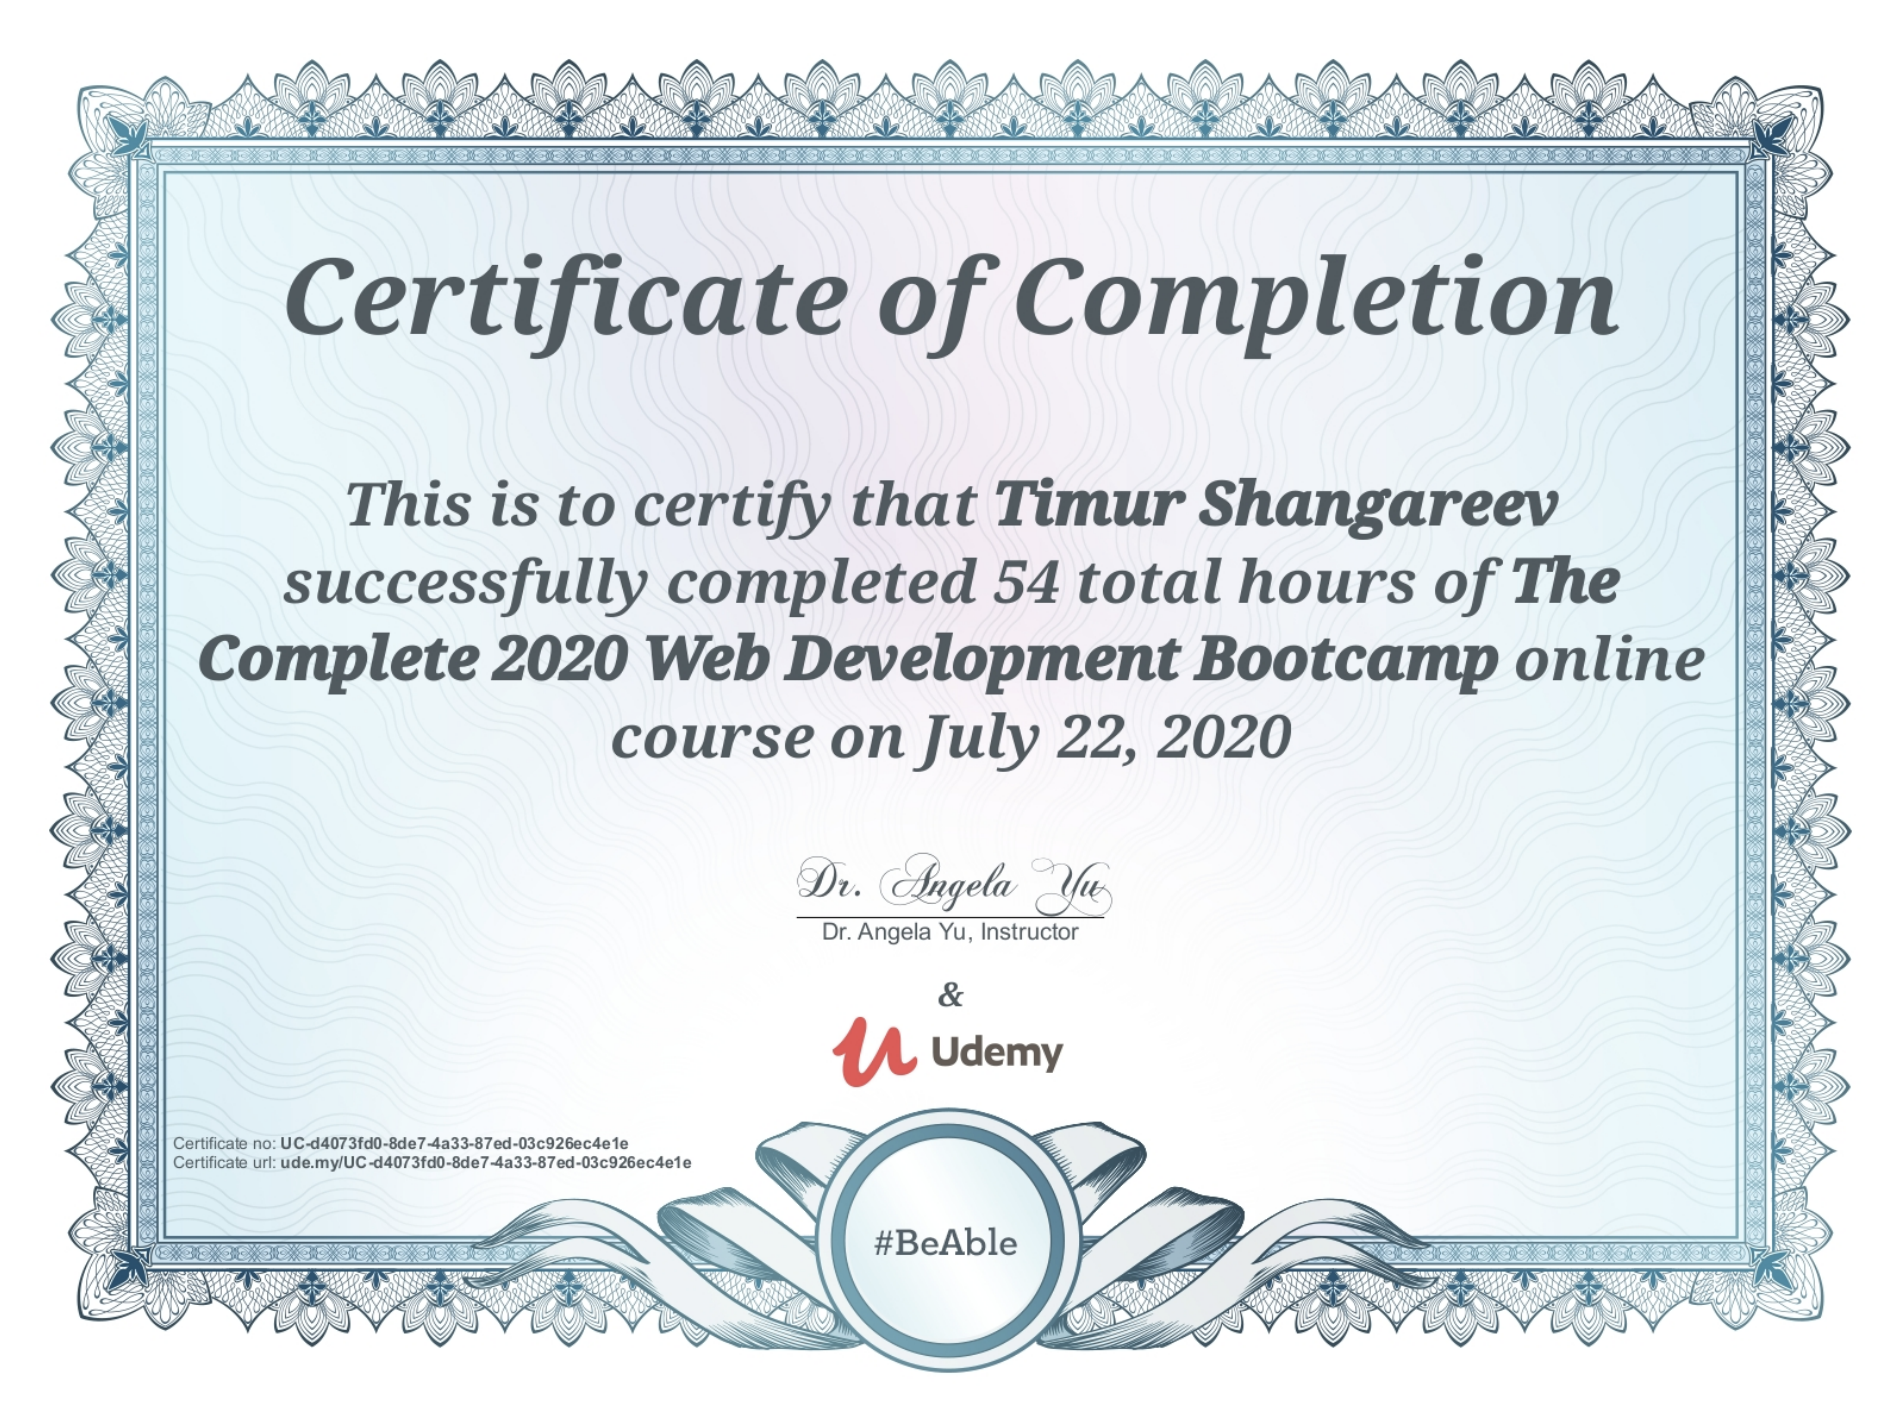 Certificate of Completion
This is to certify that Timur Shangareev
successfully completed 54 total hours of The
Complete 2020 Web Development Bootcamp online
course on July 22, 2020
Dr. Angela Yu
Dr. Angela Yu, Instructor
&
Udemy
Certificate no: UC-d4073fd0-8de7-4a33-87ed-03c926ec4e1e
Certificate url: ude.my/UC-d4073fd0-8de7-4a33-87ed-03c926ec4e1e
#BeAble